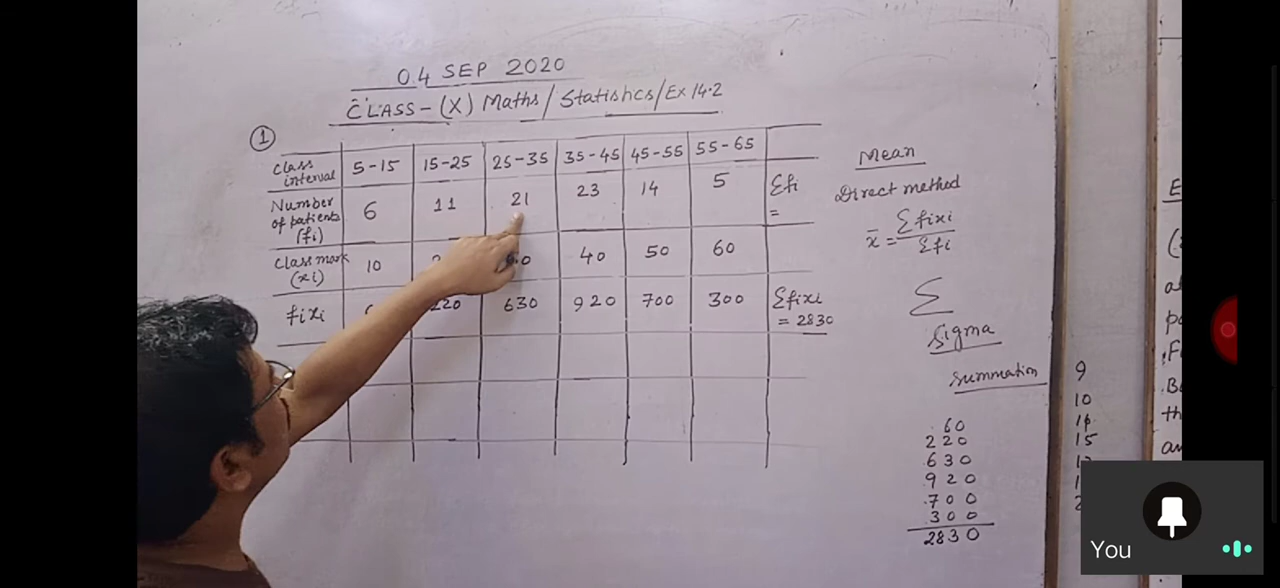 04 SEP 2020
CLASS-(X) Maths/Statistics/Ex 14.2
①
Class interval 5-15 15-25 25-35 35-45 45-55 55-65
Number of patients (fi) 6 11 21 23 14 5 Σfi =
Class mark (xi) 10 40 50 60
fixi 220 630 920 700 300 Σfixi = 2830
Mean
Direct method
x̄ = Σfixi / Σfi
Σ
Sigma
Summation
60
220
630
920
700
300
2830
9
10
15
You